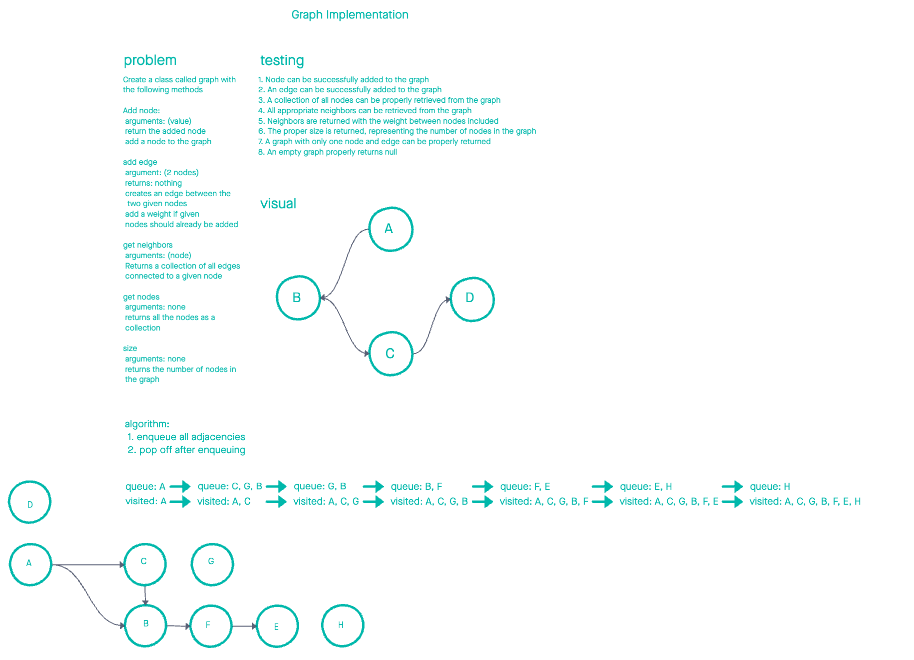 Graph Implementation
problem
Create a class called graph with
the following methods
Add node:
arguments: (value)
return the added node
add a node to the graph
add edge
argument: (2 nodes)
returns: nothing
creates an edge between the
two given nodes
add a weight if given
nodes should already be added
get neighbors
arguments: (node)
Returns a collection of all edges
connected to a given node
get nodes
arguments: none
returns all the nodes as a
collection
size
arguments: none
returns the number of nodes in
the graph
testing
1. Node can be successfully added to the graph
2. An edge can be successfully added to the graph
3. A collection of all nodes can be properly retrieved from the graph
4. All appropriate neighbors can be retrieved from the graph
5. Neighbors are returned with the weight between nodes included
6. The proper size is returned, representing the number of nodes in the graph
7. A graph with only one node and edge can be properly returned
8. An empty graph properly returns null
visual
A
B
D
C
algorithm:
1. enqueue all adjacencies
2. pop off after enqueuing
queue: A queue: C, G, B queue: G, B queue: B, F queue: F, E queue: E, H queue: H
visited: A visited: A, C visited: A, C, G visited: A, C, G, B visited: A, C, G, B, F visited: A, C, G, B, F, E visited: A, C, G, B, F, E, H
D
A
C
G
B
F
E
H